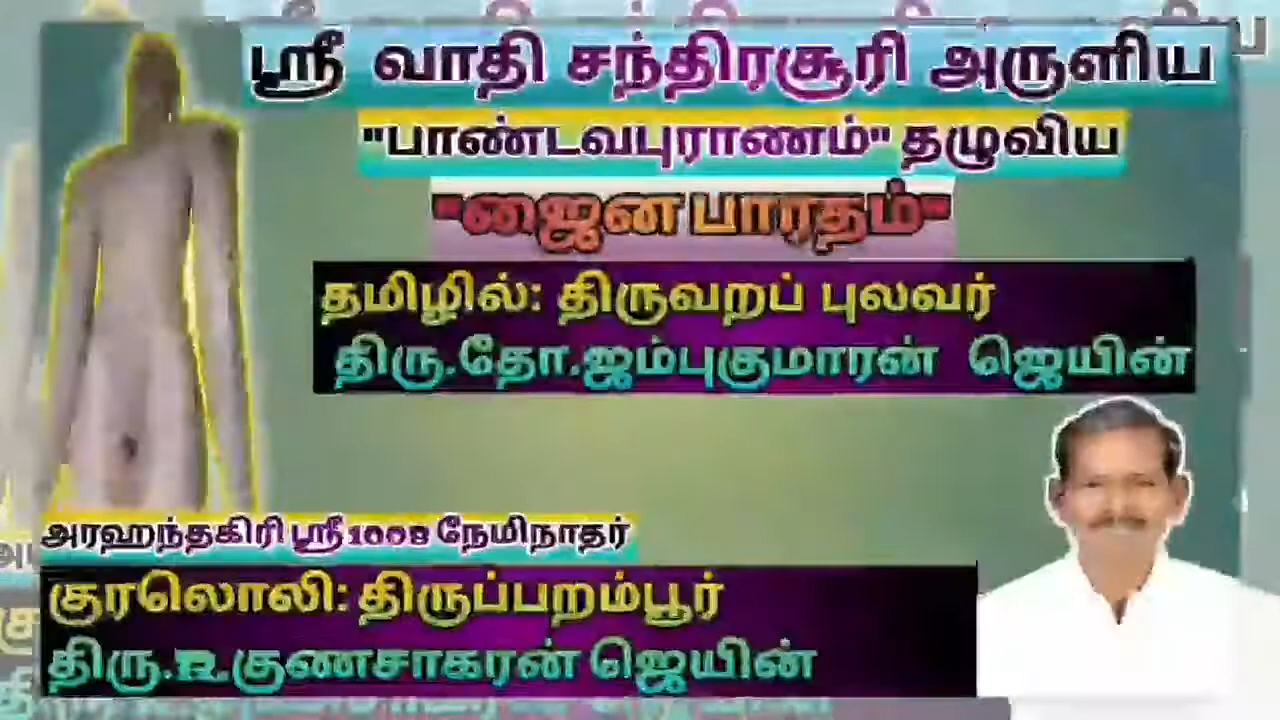 ஸ்ரீ வாதி சந்திரசூரி அருளிய
"பாண்டவபுராணம்" தழுவிய
"ஜைன பாரதம்"
தமிழில்: திருவறப் புலவர்
திரு.தோ.ஜம்புகுமாரன் ஜெயின்
அரஹந்தகிரி ஸ்ரீ 1008 நேமிநாதர்
குரலொலி: திருப்பறம்பூர்
திரு.R.குணசாகரன் ஜெயின்